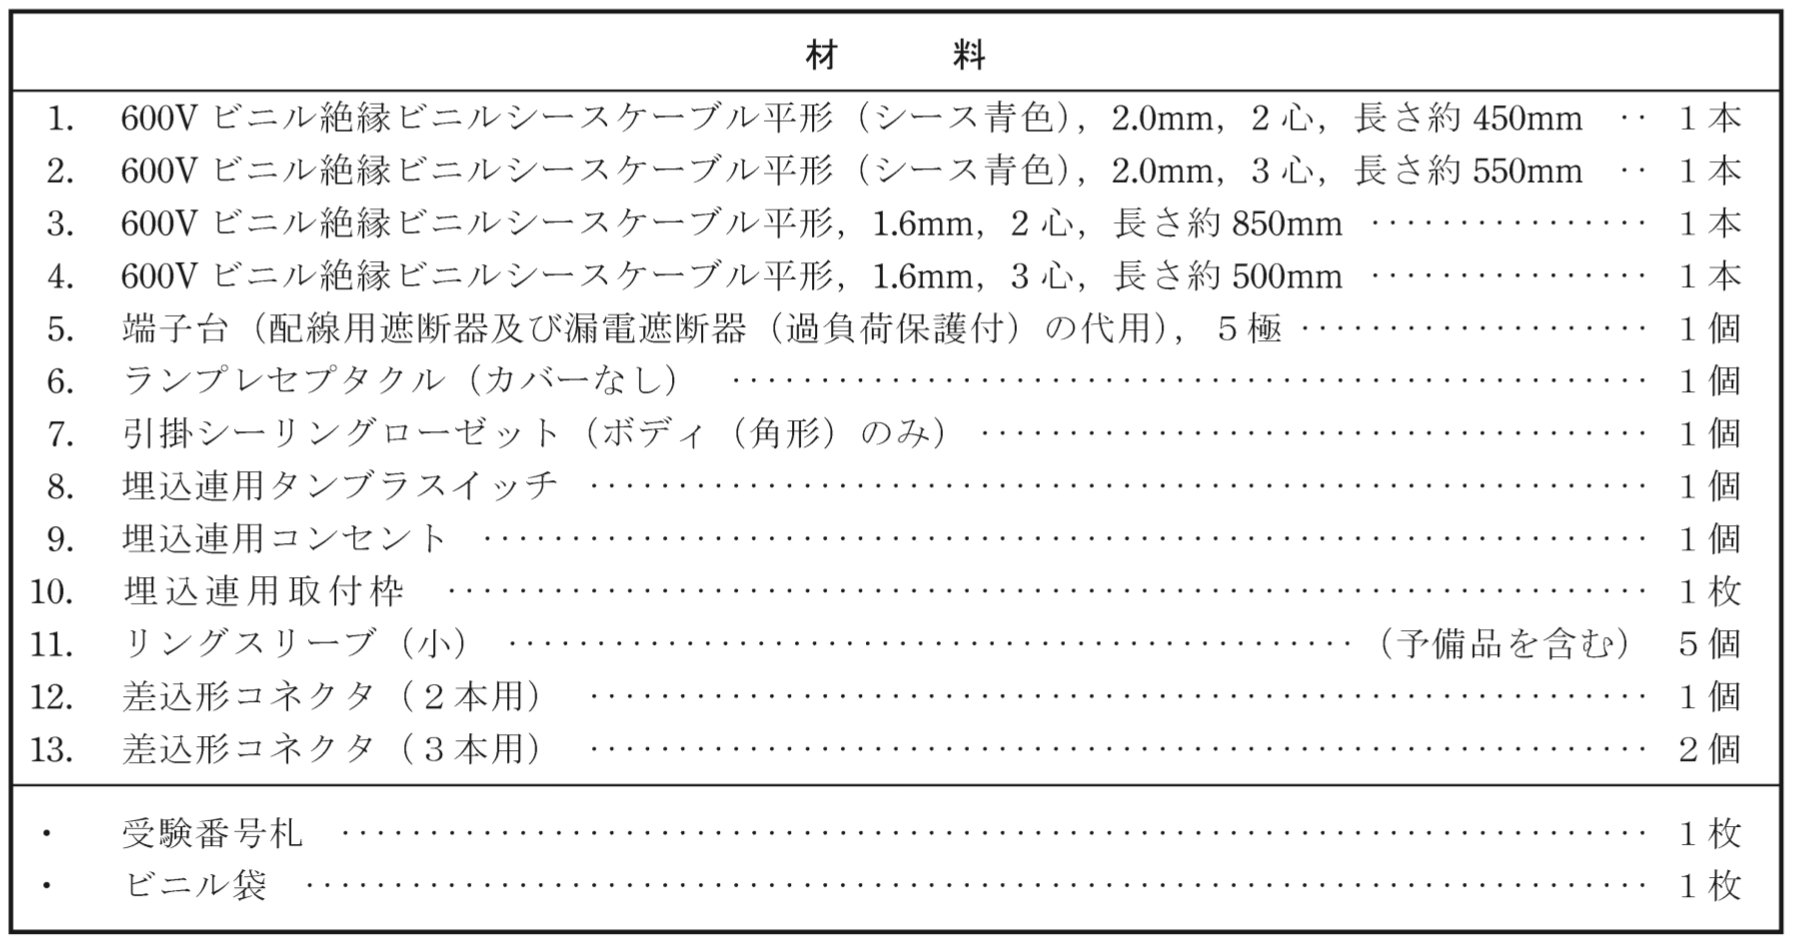 材　　料
1. 600V ビニル絶縁ビニルシースケーブル平形（シース青色），2.0mm，2心，長さ約 450mm ‥ 1本
2. 600V ビニル絶縁ビニルシースケーブル平形（シース青色），2.0mm，3心，長さ約 550mm ‥ 1本
3. 600V ビニル絶縁ビニルシースケーブル平形，1.6mm，2心，長さ約 850mm ‥‥‥‥‥‥‥‥ 1本
4. 600V ビニル絶縁ビニルシースケーブル平形，1.6mm，3心，長さ約 500mm ‥‥‥‥‥‥‥‥ 1本
5. 端子台（配線用遮断器及び漏電遮断器（過負荷保護付）の代用），5極 ‥‥‥‥‥‥‥‥‥‥ 1個
6. ランプレセプタクル（カバーなし） ‥‥‥‥‥‥‥‥‥‥‥‥‥‥‥‥ 1個
7. 引掛シーリングローゼット（ボディ（角形）のみ） ‥‥‥‥‥‥‥‥‥‥‥‥‥‥ 1個
8. 埋込連用タンブラスイッチ ‥‥‥‥‥‥‥‥‥‥‥‥‥‥‥‥‥‥ 1個
9. 埋込連用コンセント ‥‥‥‥‥‥‥‥‥‥‥‥‥‥‥‥‥‥‥‥ 1個
10. 埋込連用取付枠 ‥‥‥‥‥‥‥‥‥‥‥‥‥‥‥‥‥‥‥‥ 1枚
11. リングスリーブ（小） ‥‥‥‥‥‥‥‥‥‥‥‥‥‥‥‥（予備品を含む） 5個
12. 差込形コネクタ（2本用） ‥‥‥‥‥‥‥‥‥‥‥‥‥‥‥‥‥‥ 1個
13. 差込形コネクタ（3本用） ‥‥‥‥‥‥‥‥‥‥‥‥‥‥‥‥‥‥ 2個
・ 受験番号札 ‥‥‥‥‥‥‥‥‥‥‥‥‥‥‥‥‥‥‥‥‥‥ 1枚
・ ビニル袋 ‥‥‥‥‥‥‥‥‥‥‥‥‥‥‥‥‥‥‥‥‥‥‥ 1枚